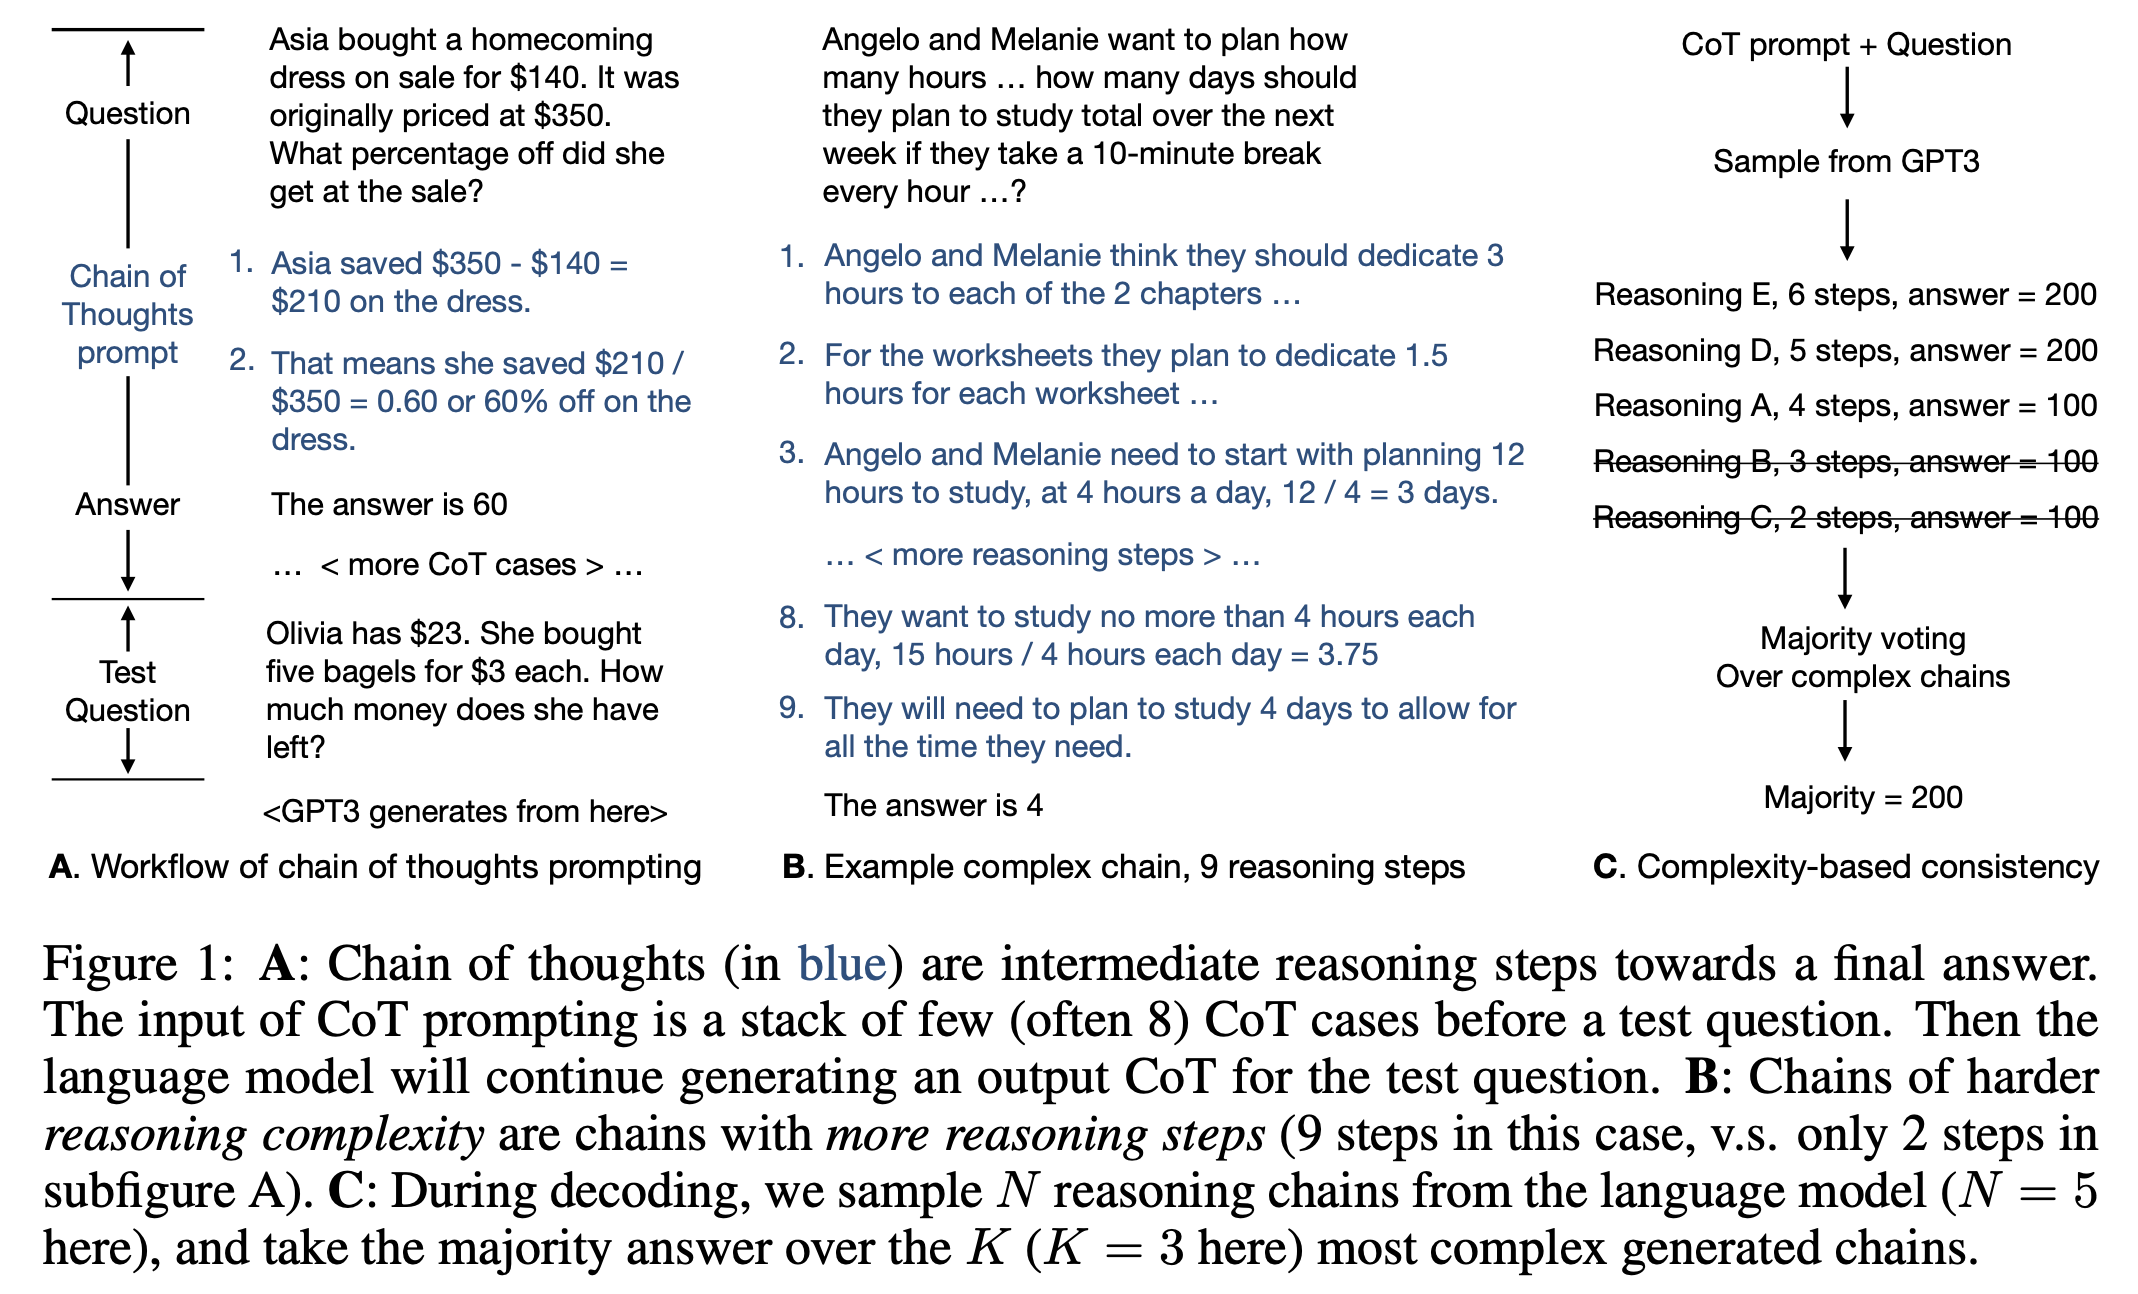 Question
Chain of
Thoughts
prompt
Answer
Test
Question
Asia bought a homecoming
dress on sale for $140. It was
originally priced at $350.
What percentage off did she
get at the sale?
1. Asia saved $350 - $140 =
$210 on the dress.
2. That means she saved $210 /
$350 = 0.60 or 60% off on the
dress.
The answer is 60
… < more CoT cases > …
Olivia has $23. She bought
five bagels for $3 each. How
much money does she have
left?
<GPT3 generates from here>
A. Workflow of chain of thoughts prompting
Angelo and Melanie want to plan how
many hours … how many days should
they plan to study total over the next
week if they take a 10-minute break
every hour …?
1. Angelo and Melanie think they should dedicate 3
hours to each of the 2 chapters …
2. For the worksheets they plan to dedicate 1.5
hours for each worksheet …
3. Angelo and Melanie need to start with planning 12
hours to study, at 4 hours a day, 12 / 4 = 3 days.
… < more reasoning steps > …
8. They want to study no more than 4 hours each
day, 15 hours / 4 hours each day = 3.75
9. They will need to plan to study 4 days to allow for
all the time they need.
The answer is 4
B. Example complex chain, 9 reasoning steps
CoT prompt + Question
Sample from GPT3
Reasoning E, 6 steps, answer = 200
Reasoning D, 5 steps, answer = 200
Reasoning A, 4 steps, answer = 100
Reasoning B, 3 steps, answer = 100
Reasoning C, 2 steps, answer = 100
Majority voting
Over complex chains
Majority = 200
C. Complexity-based consistency
Figure 1: A: Chain of thoughts (in blue) are intermediate reasoning steps towards a final answer.
The input of CoT prompting is a stack of few (often 8) CoT cases before a test question. Then the
language model will continue generating an output CoT for the test question. B: Chains of harder
reasoning complexity are chains with more reasoning steps (9 steps in this case, v.s. only 2 steps in
subfigure A). C: During decoding, we sample N reasoning chains from the language model (N = 5
here), and take the majority answer over the K (K = 3 here) most complex generated chains.